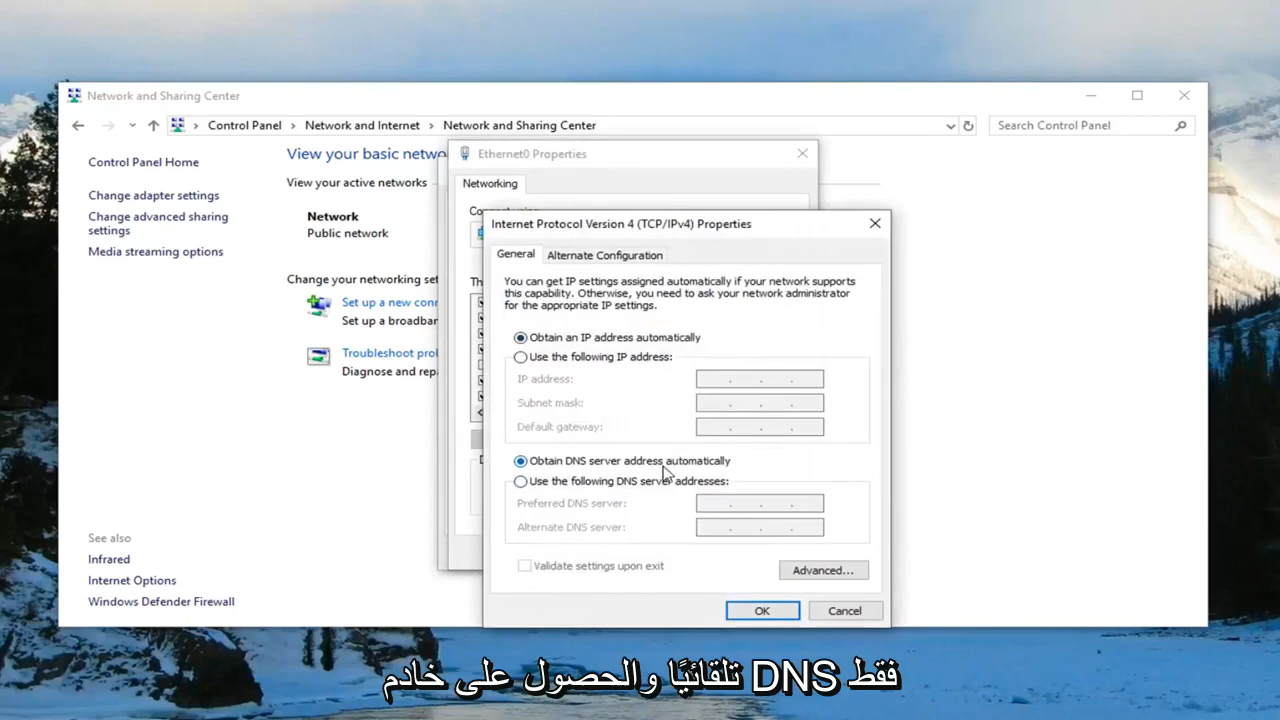 Network and Sharing Center
Control Panel > Network and Internet > Network and Sharing Center
Search Control Panel
Control Panel Home
Change adapter settings
Change advanced sharing
settings
Media streaming options
See also
Infrared
Internet Options
Windows Defender Firewall
View your basic netwo
View your active networks
Network
Public network
Change your networking set
Set up a new conn
Set up a broadban
Troubleshoot prol
Diagnose and repa
Ethernet0 Properties
Networking
Internet Protocol Version 4 (TCP/IPv4) Properties
General
Alternate Configuration
You can get IP settings assigned automatically if your network supports
this capability. Otherwise, you need to ask your network administrator
for the appropriate IP settings.
Obtain an IP address automatically
Use the following IP address:
IP address:
Subnet mask:
Default gateway:
Obtain DNS server address automatically
Use the following DNS server addresses:
Preferred DNS server:
Alternate DNS server:
Validate settings upon exit
Advanced...
OK
Cancel
فقط DNS تلقائيًا والحصول على خادم